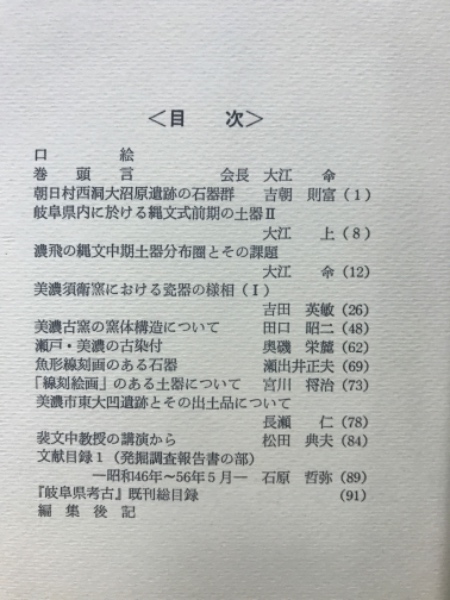 ＜目　次＞
口　　　絵
巻　頭　言　　　会長　大江　命
朝日村西洞大沼原遺跡の石器群　吉朝　則富（1）
岐阜県内に於ける縄文式前期の土器Ⅱ
大江　上（8）
濃飛の縄文中期土器分布圏とその課題
大江　命（12）
美濃須衛窯における瓷器の様相（Ⅰ）
吉田　英敏（26）
美濃古窯の窯体構造について　田口　昭二（48）
瀬戸・美濃の古染付　奥磯　栄麓（62）
魚形線刻画のある石器　瀬出井正夫（69）
「線刻絵画」のある土器について　宮川　将治（73）
美濃市東大凹遺跡とその出土品について
長瀬　仁（78）
裴文中教授の講演から　松田　典夫（84）
文献目録1（発掘調査報告書の部）
―昭和46年～56年5月―　石原　哲弥（89）
『岐阜県考古』既刊総目録　（91）
編　集　後　記